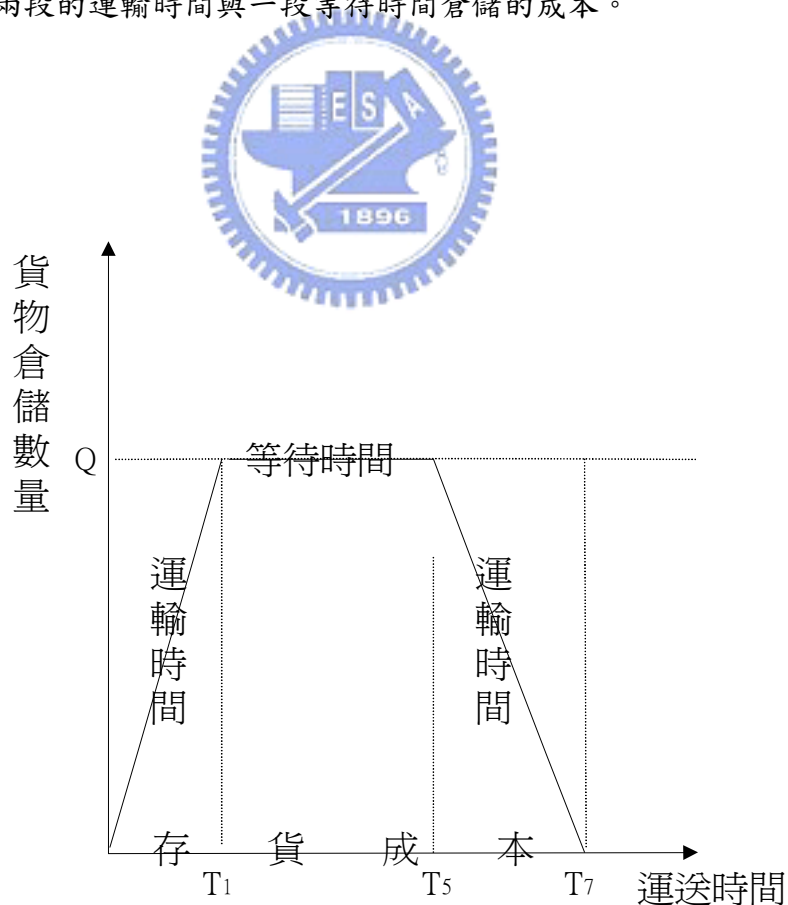 兩段的運輸時間與一段等待時間倉儲的成本。
E S A
1896
貨物倉儲數量
Q
等待時間
運輸時間
運輸時間
存貨成本
T1
T5
T7
運送時間